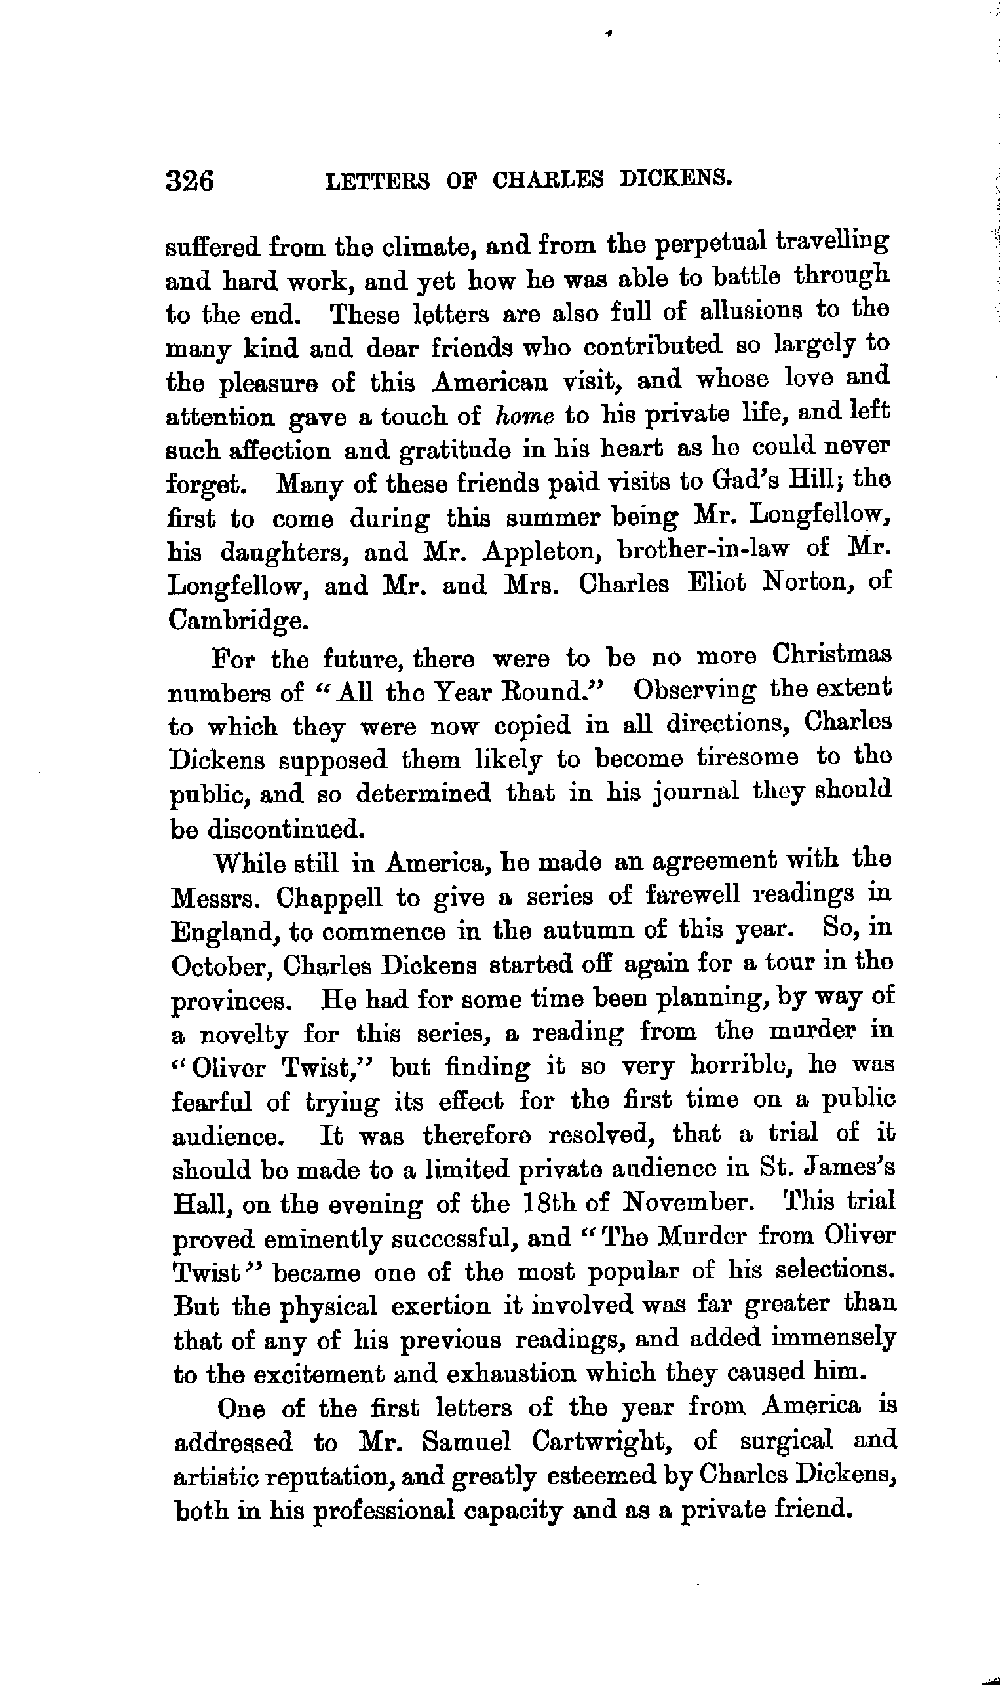 326 LETTERS OF CHARLES DICKENS.
suffered from the climate, and from the perpetual travelling
and hard work, and yet how he was able to battle through
to the end. These letters are also full of allusions to the
many kind and dear friends who contributed so largely to
the pleasure of this American visit, and whose love and
attention gave a touch of home to his private life, and left
such affection and gratitude in his heart as he could never
forget. Many of these friends paid visits to Gad's Hill; the
first to come during this summer being Mr. Longfellow,
his daughters, and Mr. Appleton, brother-in-law of Mr.
Longfellow, and Mr. and Mrs. Charles Eliot Norton, of
Cambridge.
For the future, there were to be no more Christmas
numbers of "All the Year Round." Observing the extent
to which they were now copied in all directions, Charles
Dickens supposed them likely to become tiresome to the
public, and so determined that in his journal they should
be discontinued.
While still in America, he made an agreement with the
Messrs. Chappell to give a series of farewell readings in
England, to commence in the autumn of this year. So, in
October, Charles Dickens started off again for a tour in the
provinces. He had for some time been planning, by way of
a novelty for this series, a reading from the murder in
"Oliver Twist," but finding it so very horrible, he was
fearful of trying its effect for the first time on a public
audience. It was therefore resolved, that a trial of it
should be made to a limited private audience in St. James's
Hall, on the evening of the 18th of November. This trial
proved eminently successful, and "The Murder from Oliver
Twist" became one of the most popular of his selections.
But the physical exertion it involved was far greater than
that of any of his previous readings, and added immensely
to the excitement and exhaustion which they caused him.
One of the first letters of the year from America is
addressed to Mr. Samuel Cartwright, of surgical and
artistic reputation, and greatly esteemed by Charles Dickens,
both in his professional capacity and as a private friend.